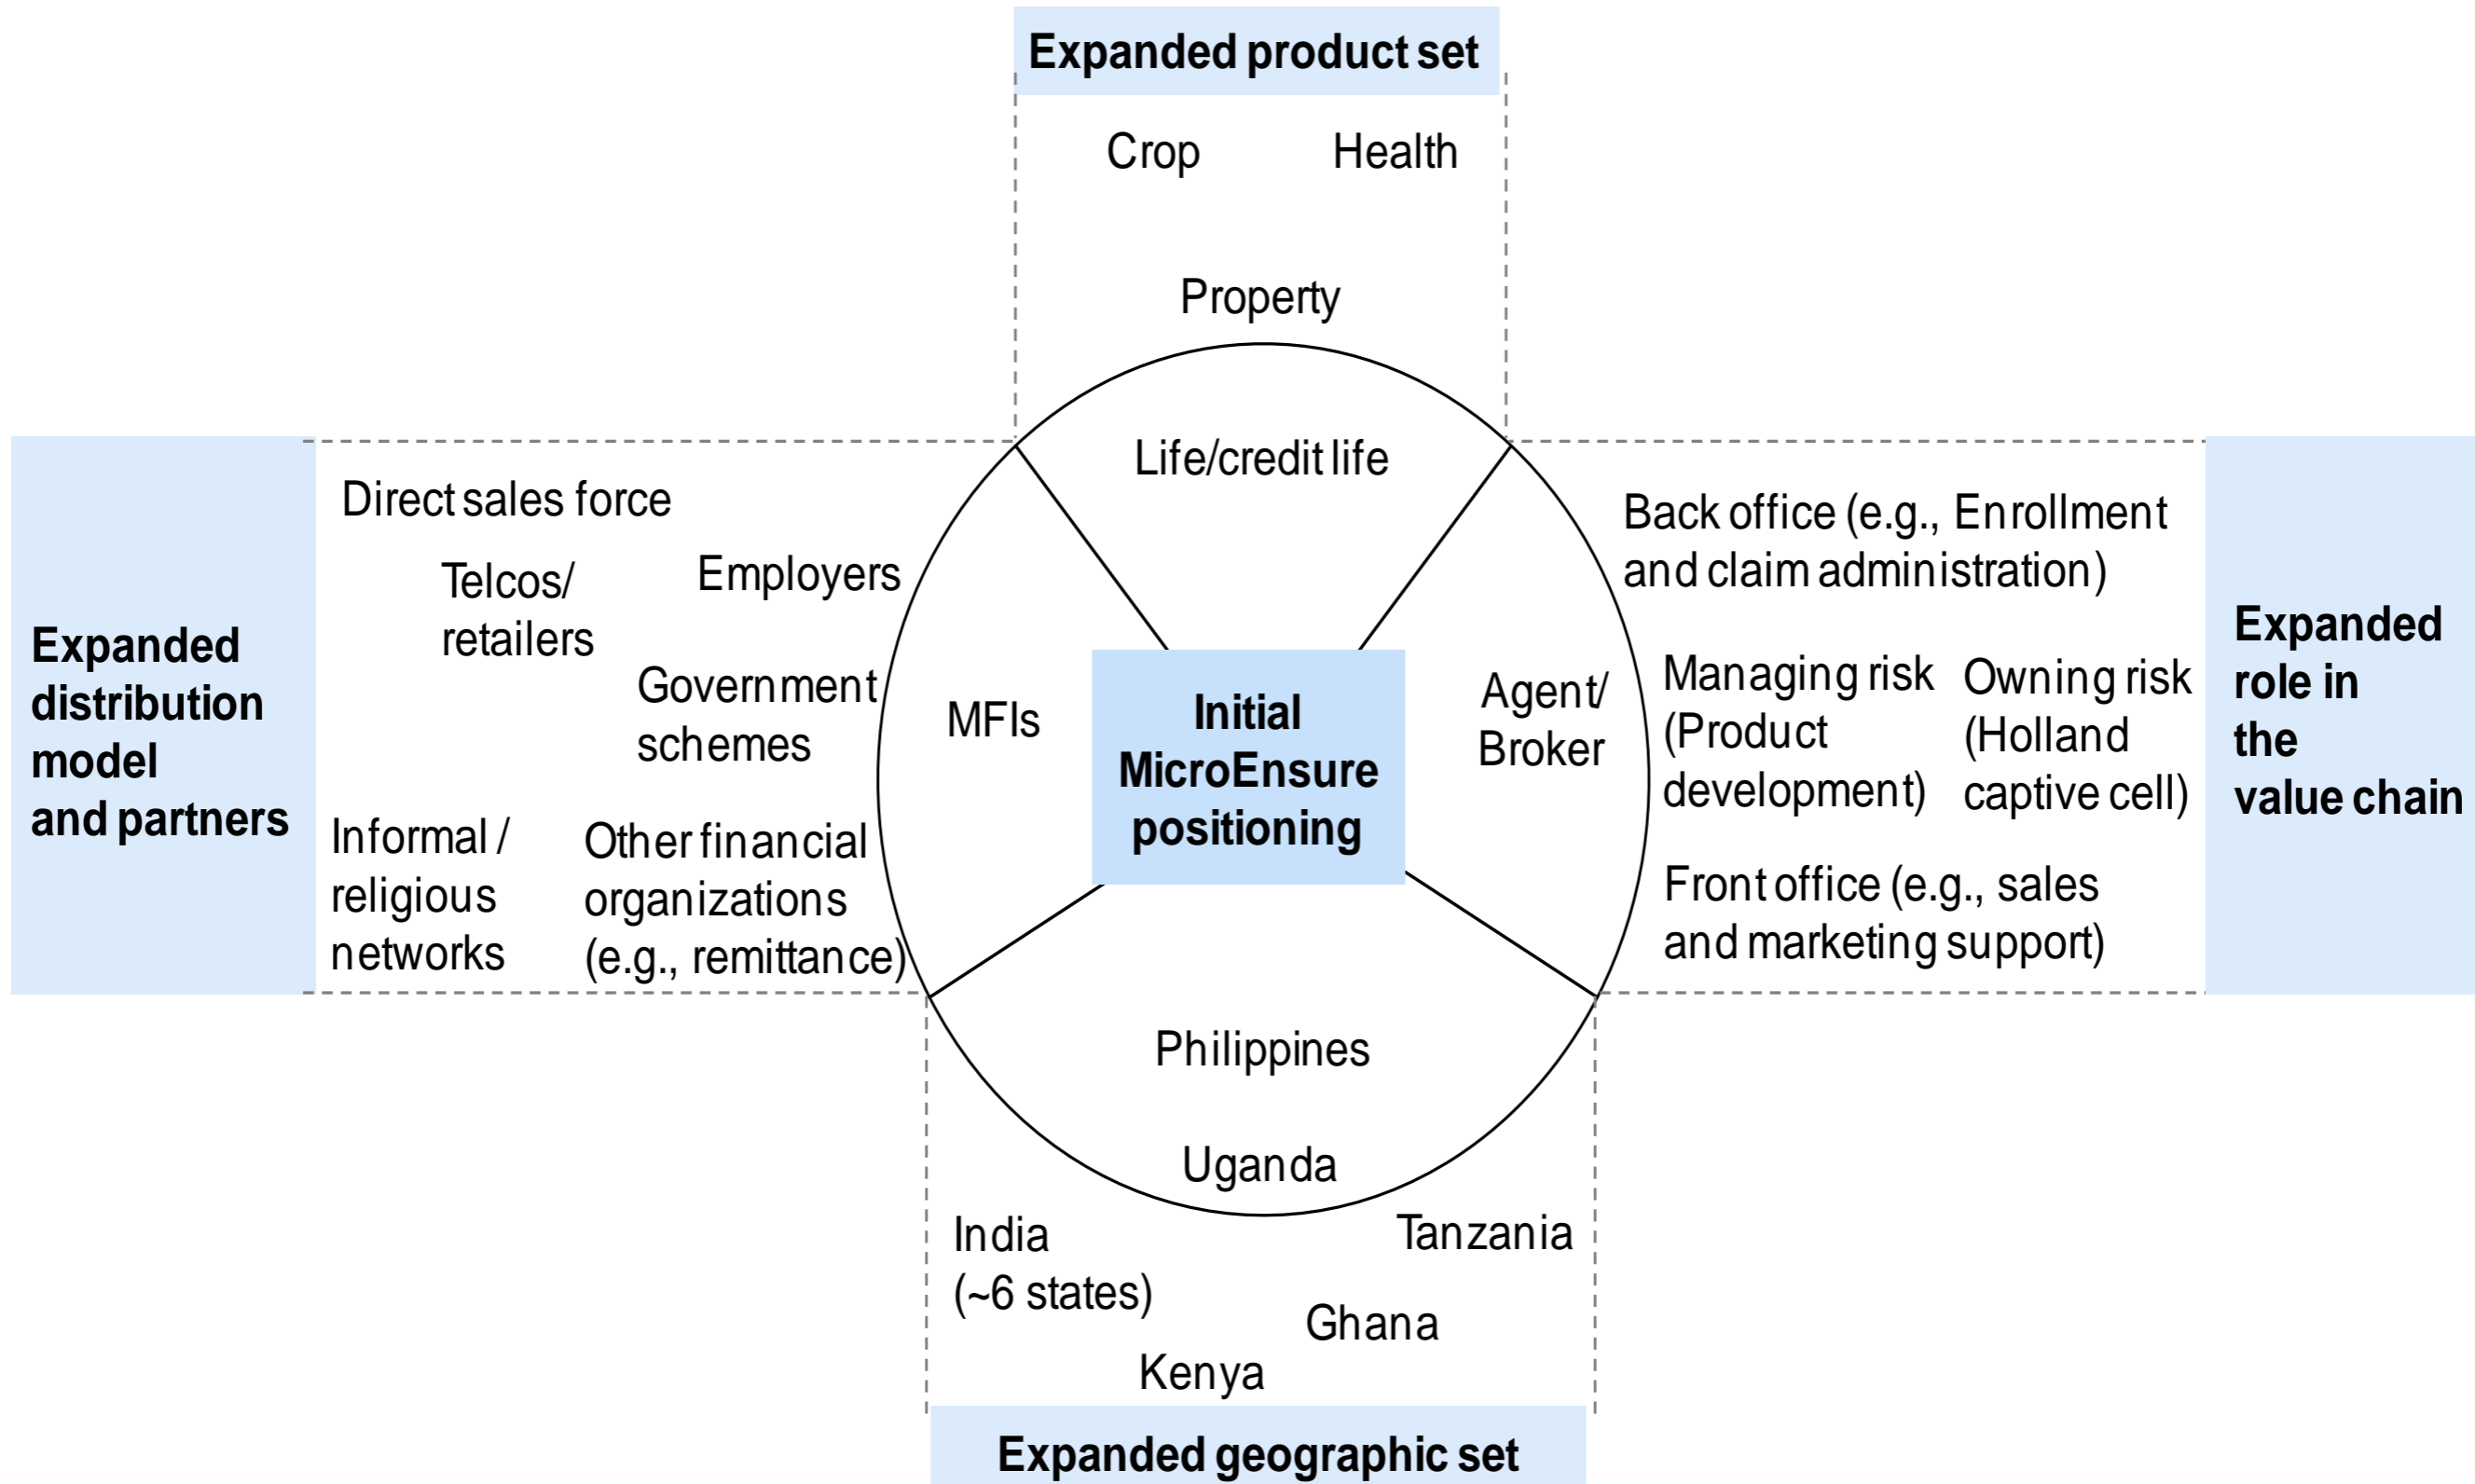 Expanded product set
Crop
Health
Property
Life/credit life
Expanded
distribution
model
and partners
Direct sales force
Telcos/
retailers
Employers
Government
schemes
Informal /
religious
networks
Other financial
organizations
(e.g., remittance)
MFIs
Initial
MicroEnsure
positioning
Agent/
Broker
Back office (e.g., Enrollment
and claim administration)
Managing risk
(Product
development)
Owning risk
(Holland
captive cell)
Front office (e.g., sales
and marketing support)
Expanded
role in
the
value chain
Philippines
Uganda
India
(~6 states)
Tanzania
Ghana
Kenya
Expanded geographic set